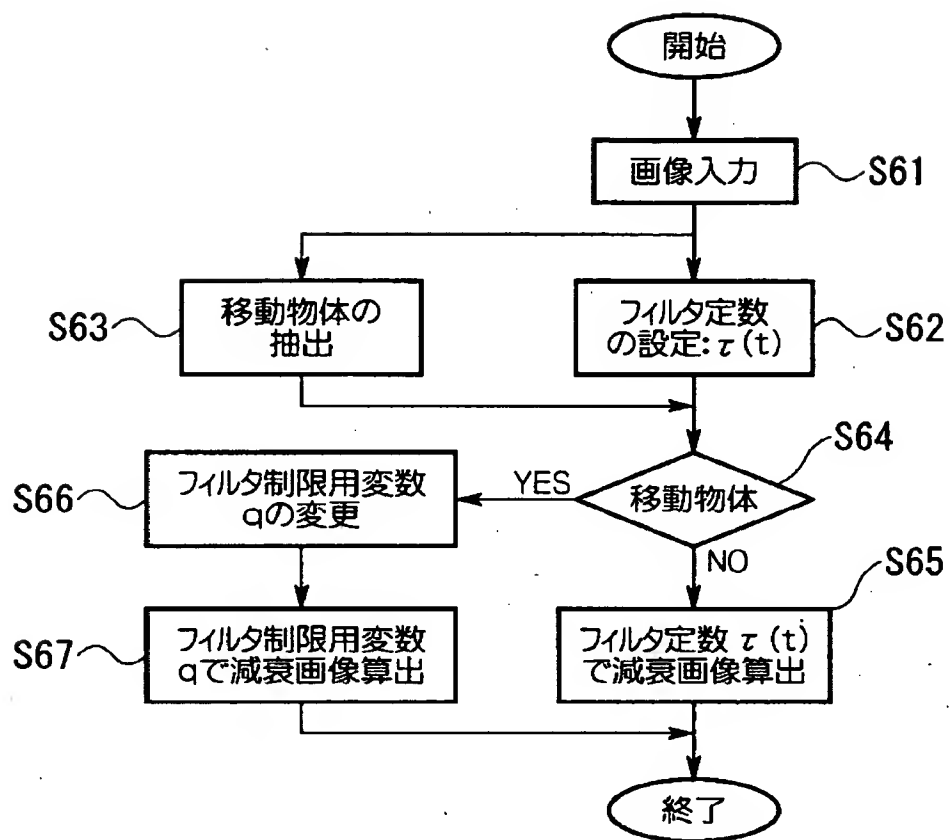 開始
画像入力
S61
S63
移動物体の
抽出
フィルタ定数
の設定:τ(t)
S62
S64
移動物体
YES
NO
S66
フィルタ制限用変数
qの変更
S65
フィルタ定数 τ(t)
で減衰画像算出
S67
フィルタ制限用変数
qで減衰画像算出
終了